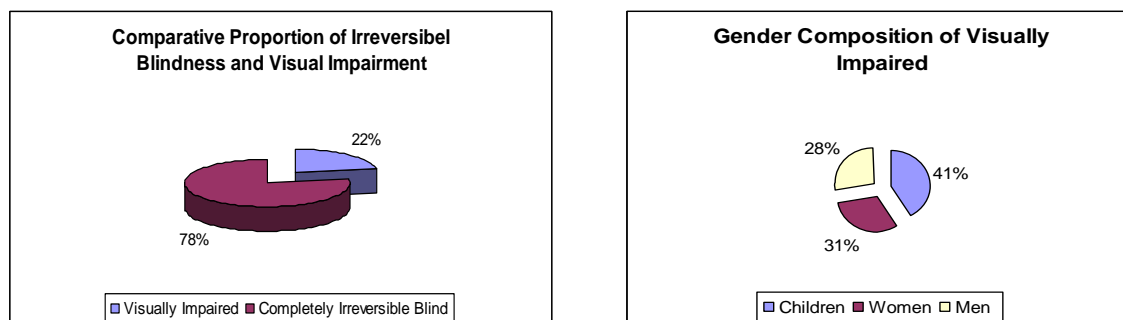 Comparative Proportion of Irreversibel
Blindness and Visual Impairment
22%
78%
Visually Impaired Completely Irreversible Blind
Gender Composition of Visually
Impaired
28%
41%
31%
Children Women Men